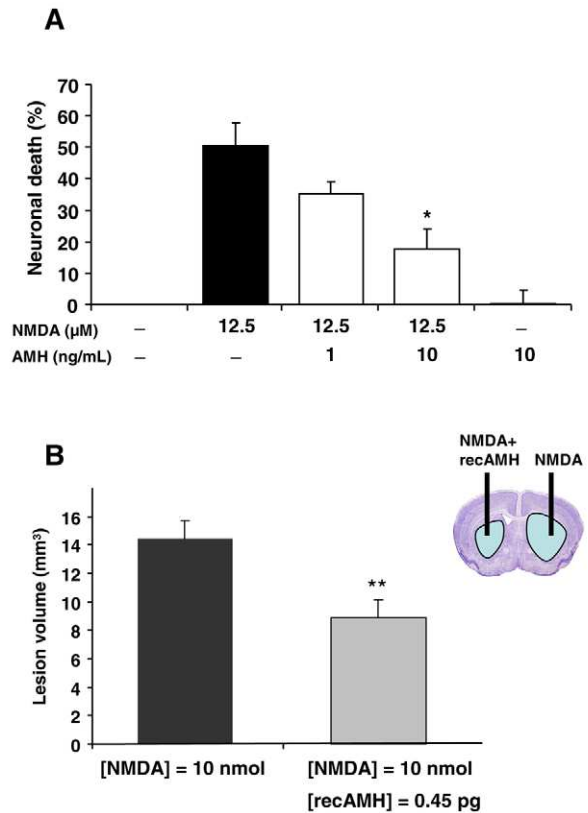 A
Neuronal death (%)
70
60
50
40
30
20
10
0
*
NMDA (µM) – 12.5 12.5 12.5 –
AMH (ng/mL) – – 1 10 10
B
NMDA+
recAMH NMDA
Lesion volume (mm³)
16
14
12
10
8
6
4
2
0
**
[NMDA] = 10 nmol [NMDA] = 10 nmol
[recAMH] = 0.45 pg